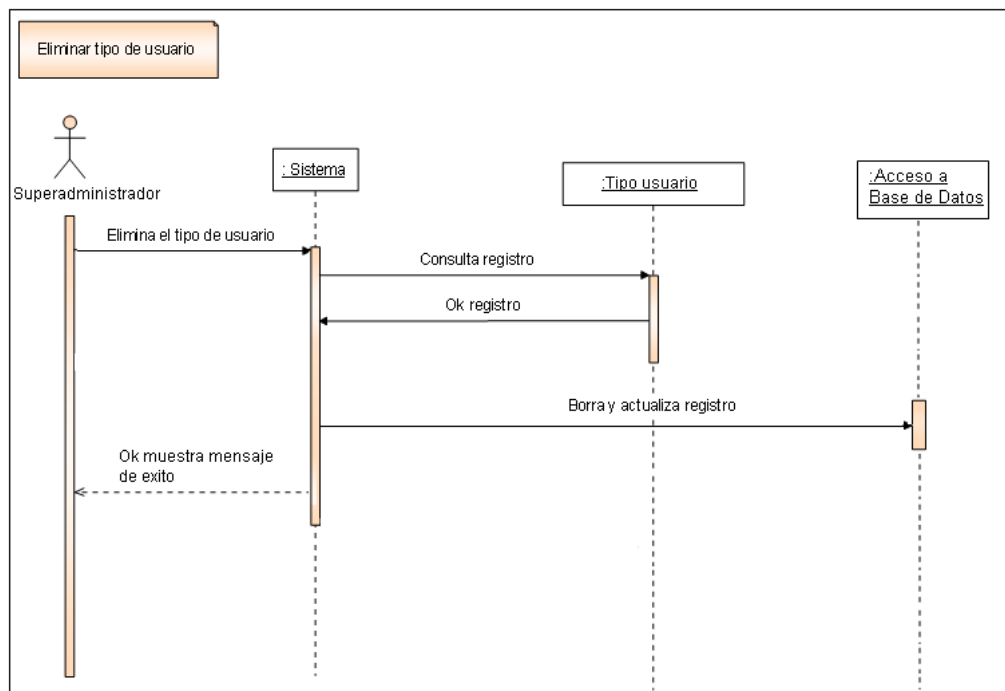 Eliminar tipo de usuario
Superadministrador
: Sistema
:Tipo usuario
:Acceso a
Base de Datos
Elimina el tipo de usuario
Consulta registro
Ok registro
Borra y actualiza registro
Ok muestra mensaje
de exito